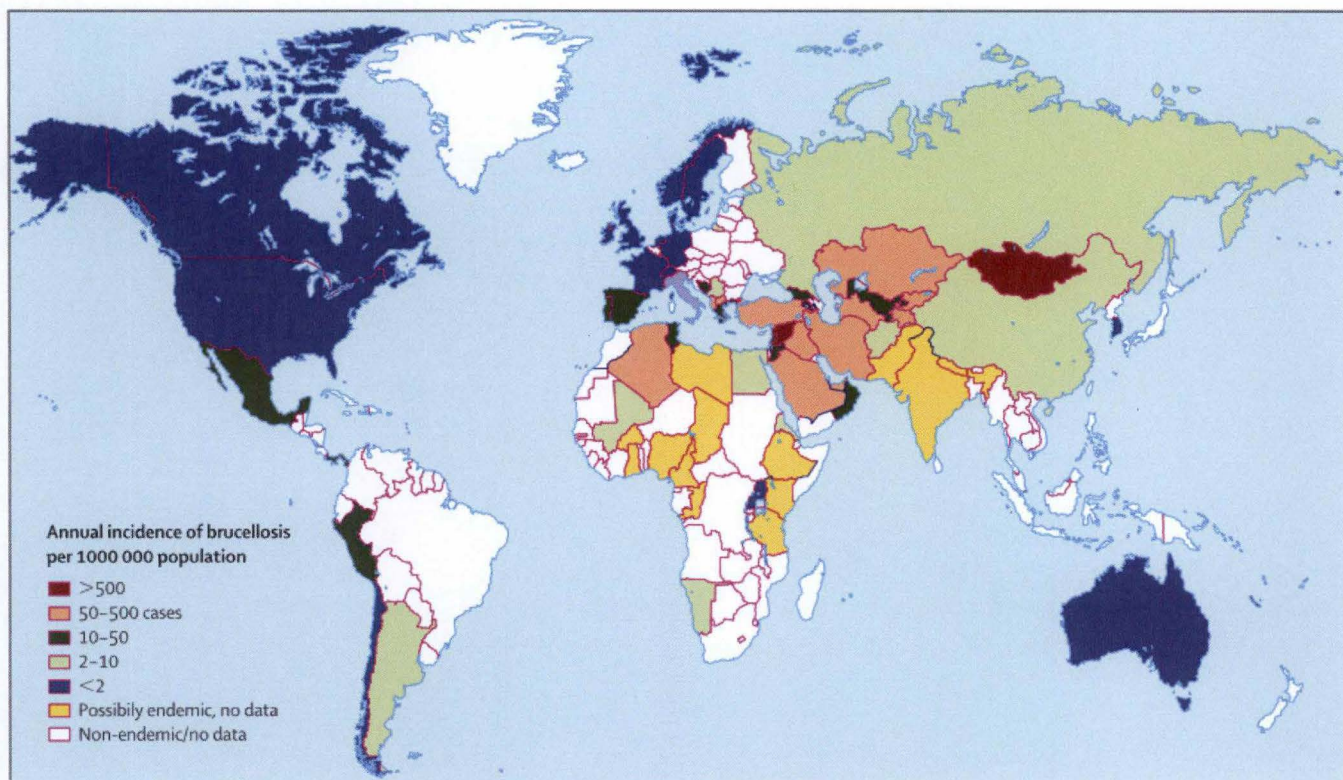 Annual incidence of brucellosis
per 1000 000 population
>500
50–500 cases
10–50
2–10
<2
Possibily endemic, no data
Non-endemic/no data